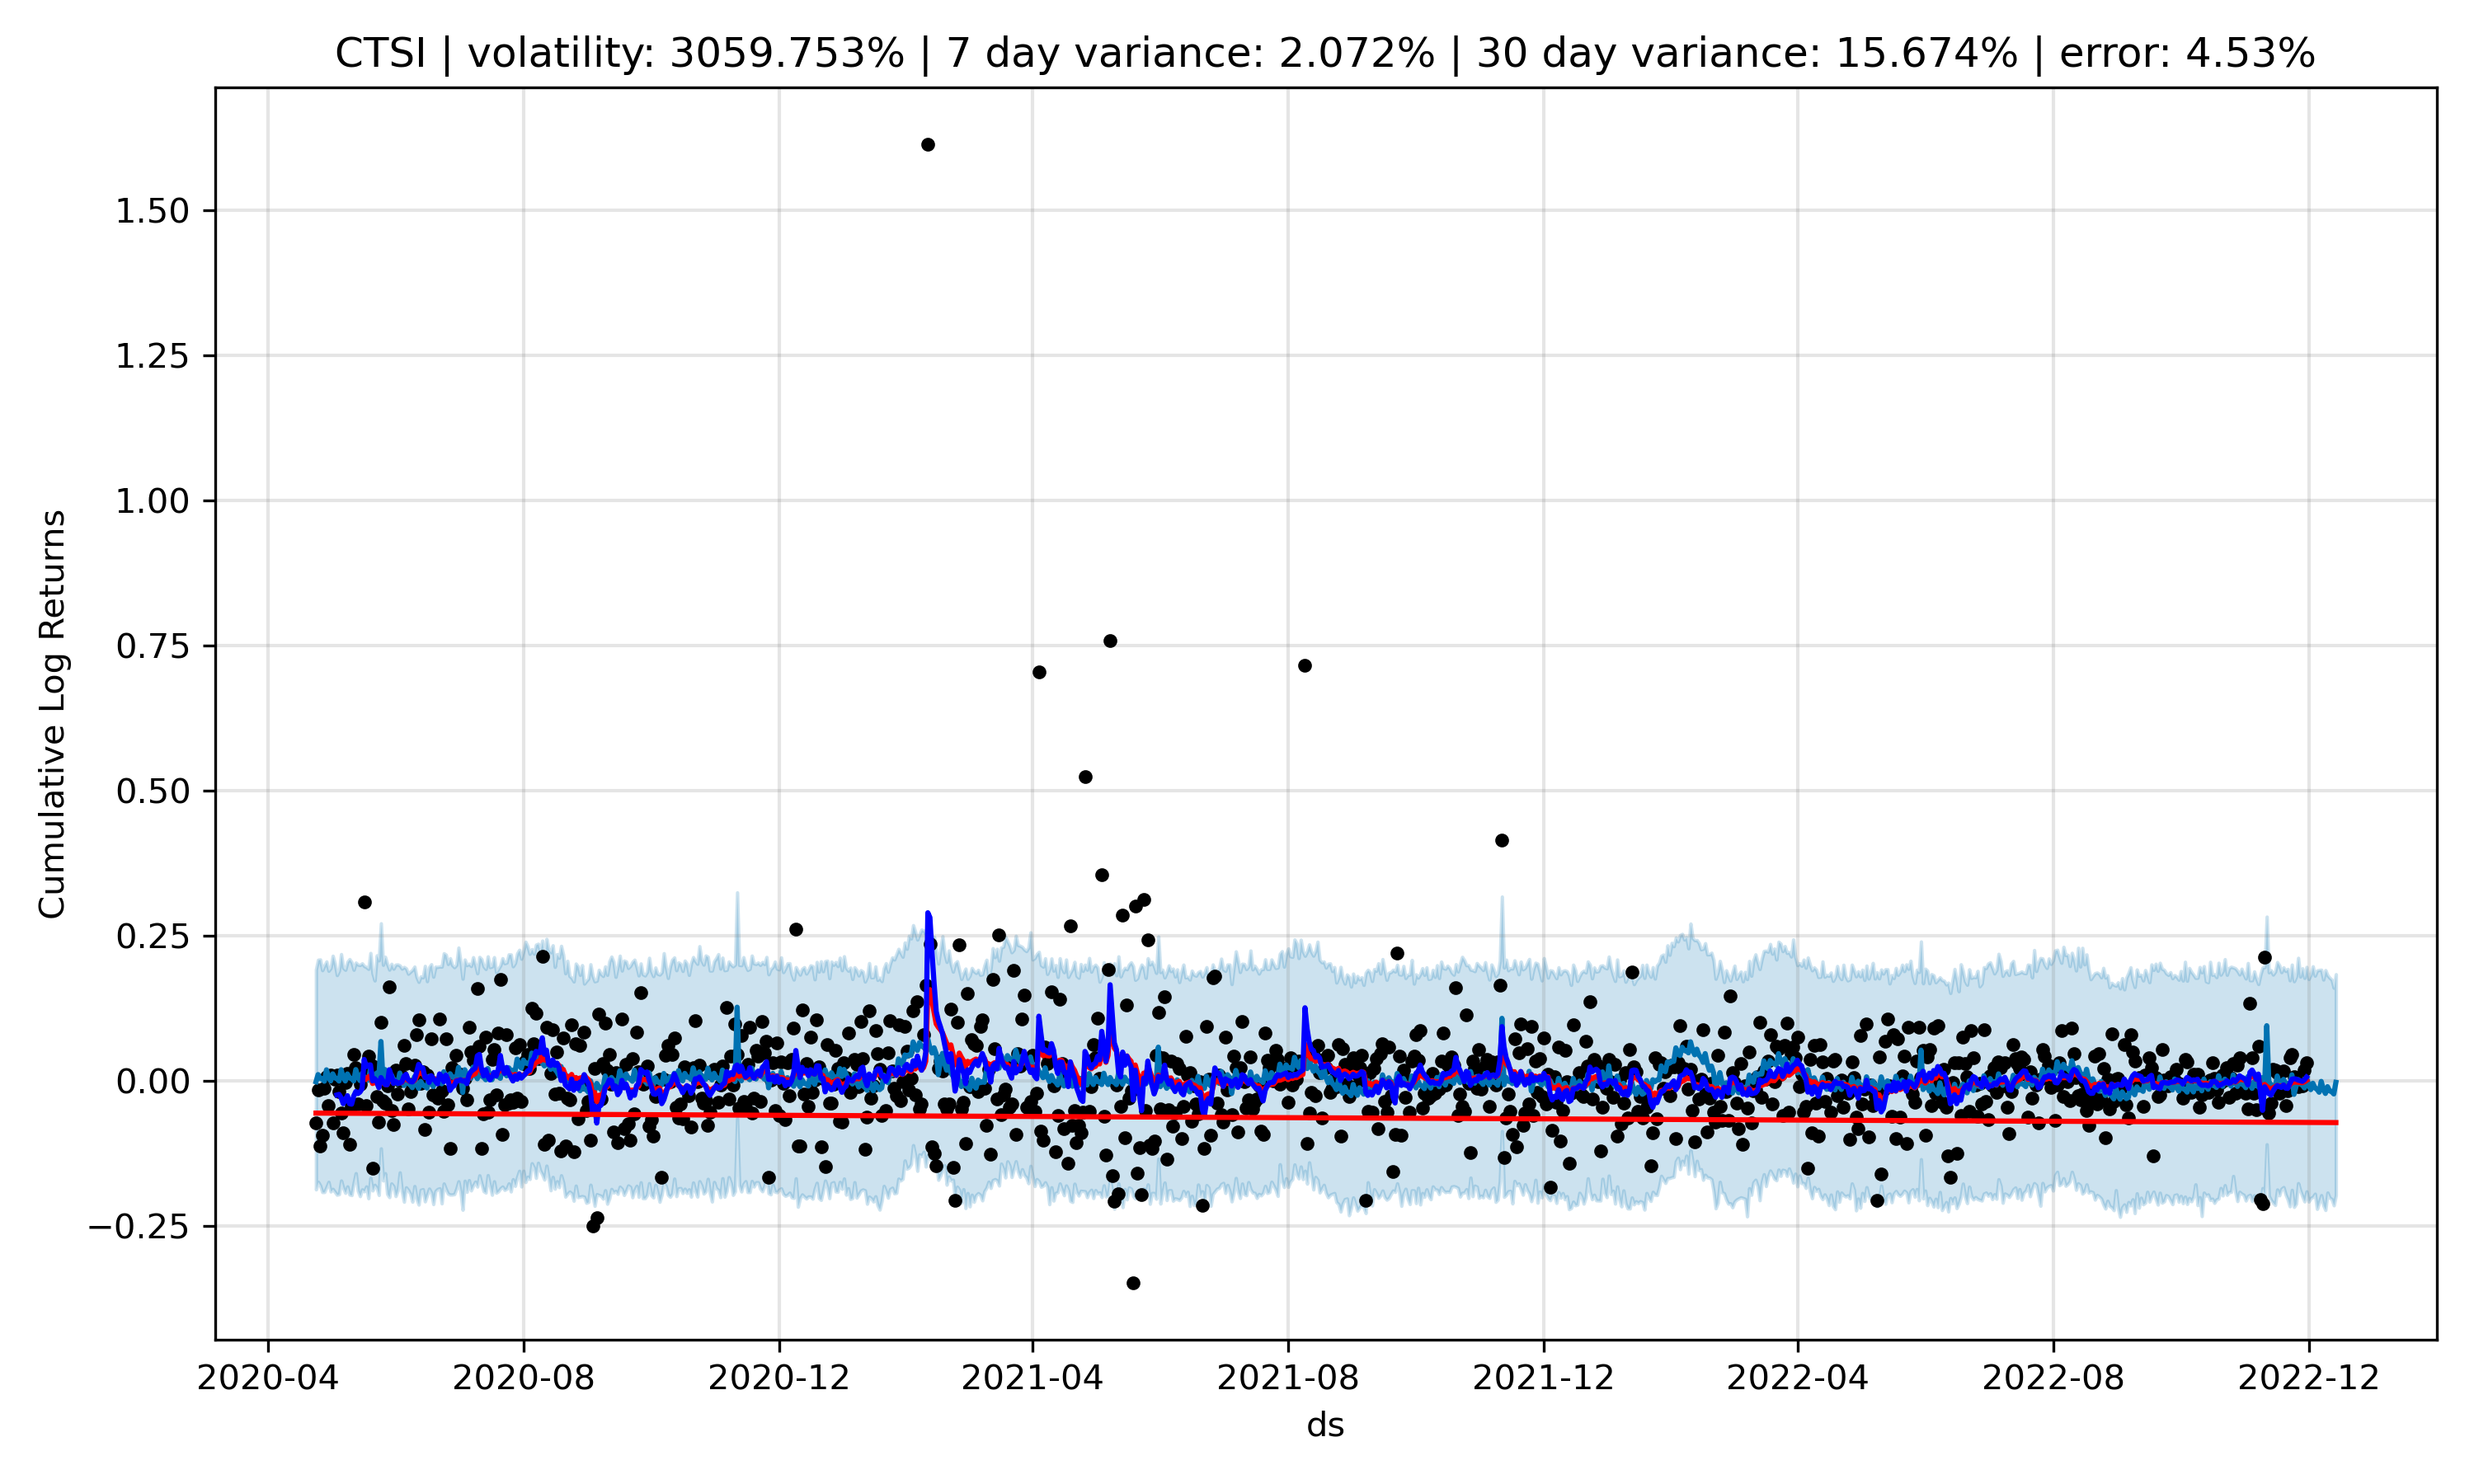 CTSI | volatility: 3059.753% | 7 day variance: 2.072% | 30 day variance: 15.674% | error: 4.53%
Cumulative Log Returns
1.50
1.25
1.00
0.75
0.50
0.25
0.00
−0.25
2020-04 2020-08 2020-12 2021-04 2021-08 2021-12 2022-04 2022-08 2022-12
ds